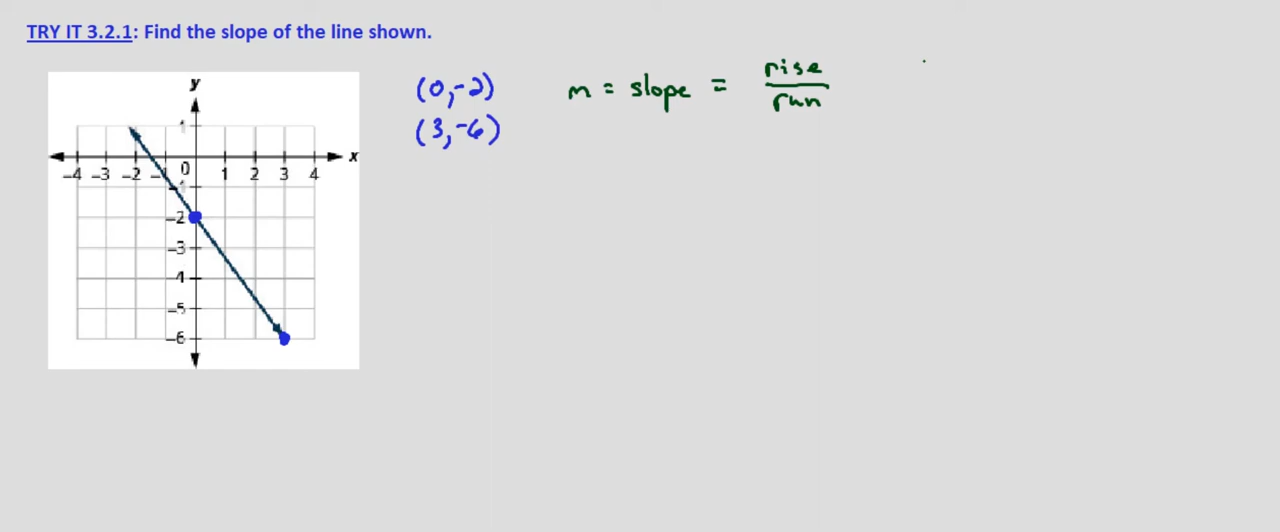 TRY IT 3.2.1: Find the slope of the line shown.
(0,-2)
(3,-6)
m = slope = rise
run
y
1
x
-4 -3 -2 -1 0 1 2 3 4
-1
-2
-3
-4
-5
-6